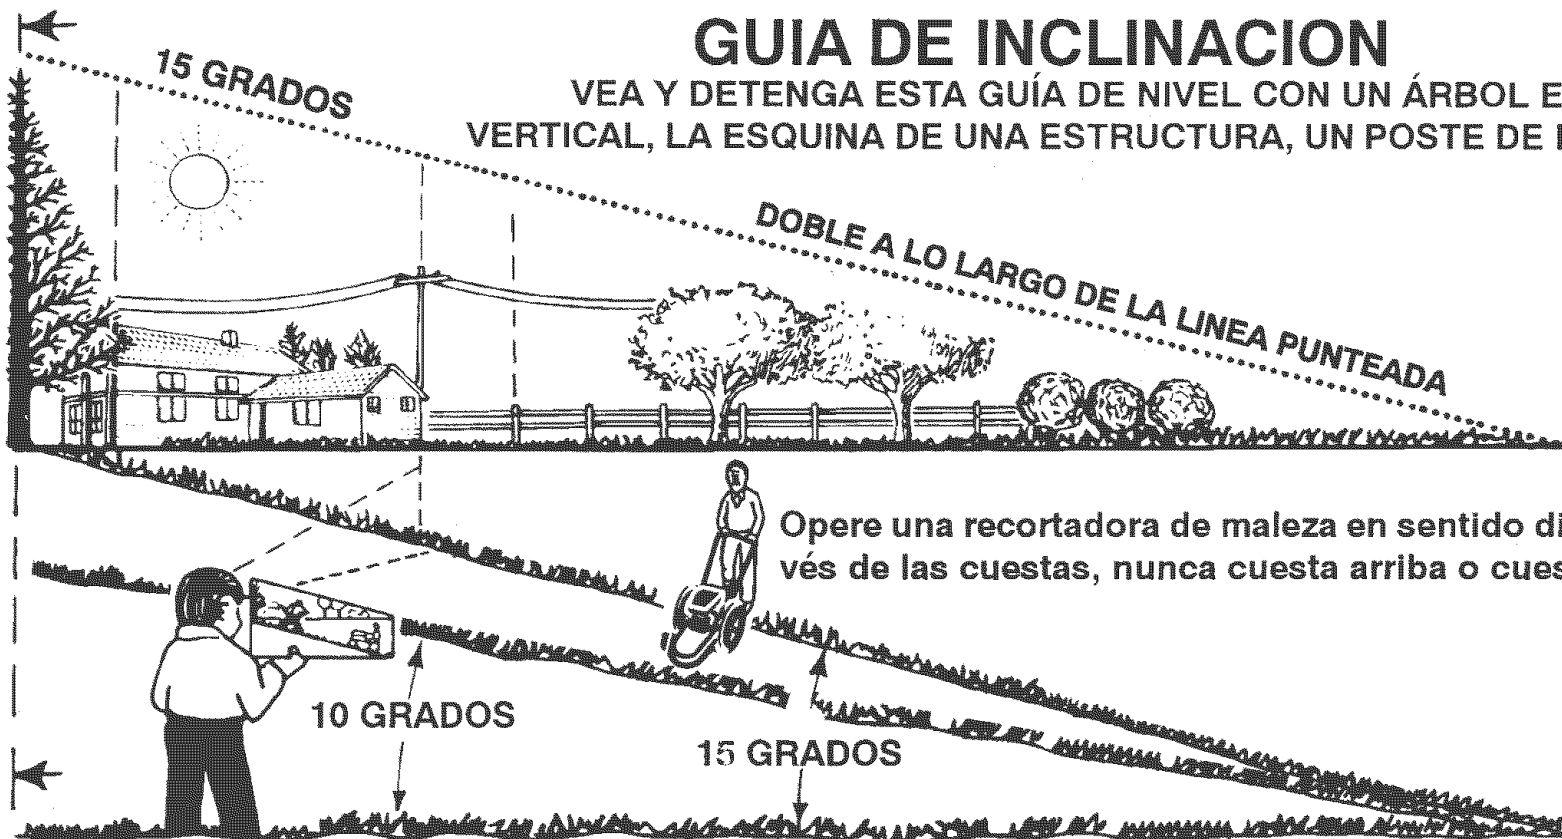 GUIA DE INCLINACION
VEA Y DETENGA ESTA GUÍA DE NIVEL CON UN ÁRBOL E
VERTICAL, LA ESQUINA DE UNA ESTRUCTURA, UN POSTE DE
15 GRADOS
DOBLE A LO LARGO DE LA LINEA PUNTEADA
Opere una recortadora de maleza en sentido di
vés de las cuestas, nunca cuesta arriba o cues
10 GRADOS
15 GRADOS